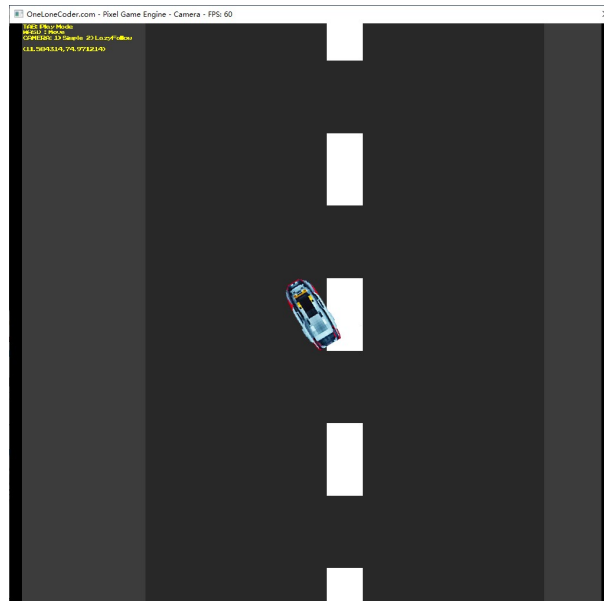 OneLoneCoder.com - Pixel Game Engine - Camera - FPS: 60
TAB: Play Mode
WASD : Move
CAMERA: 1) Simple 2) LazyFollow
(11.584314,74.971214)